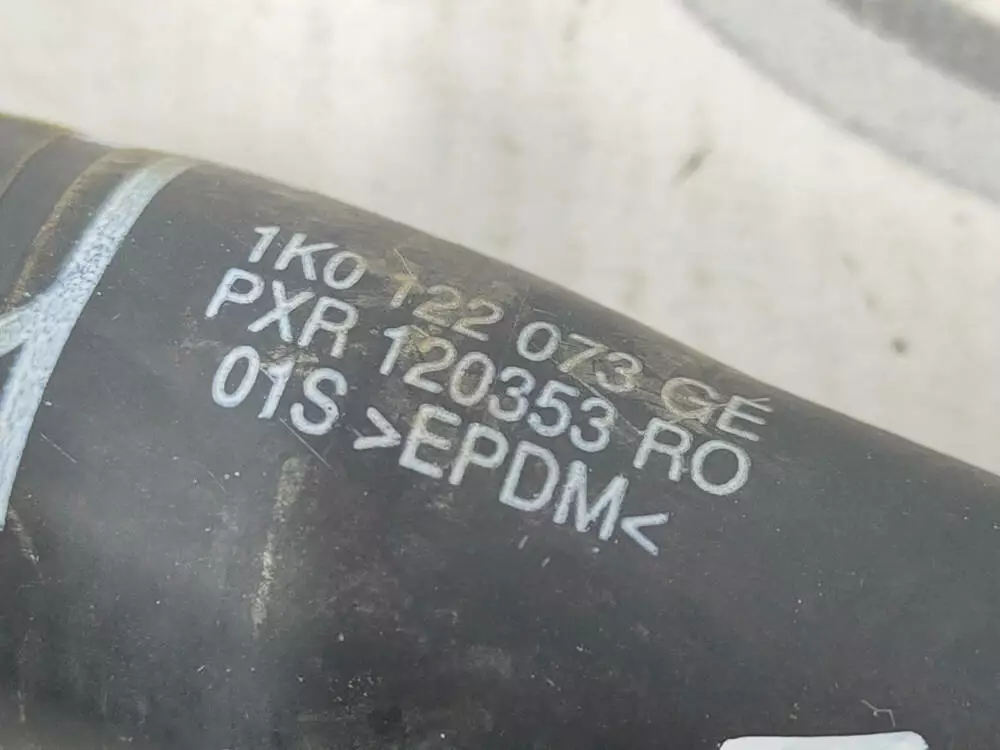 1K0 122 073 GE
PXR 120353 RO
01S >EPDM<